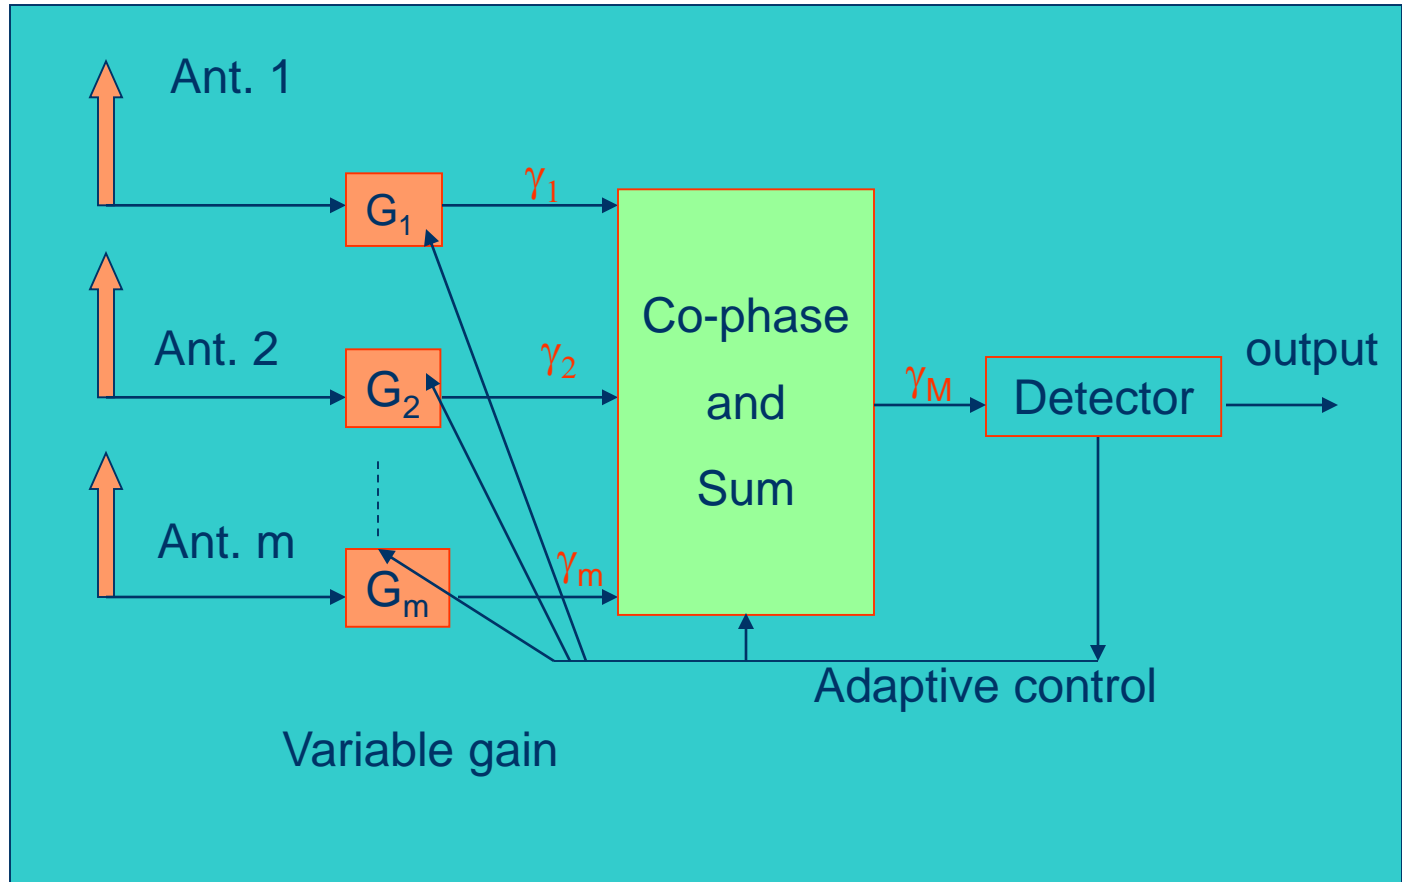 Ant. 1
G1
γ1
Ant. 2
G2
γ2
Co-phase
and
Sum
γM
Detector
output
Ant. m
Gm
γm
Adaptive control
Variable gain